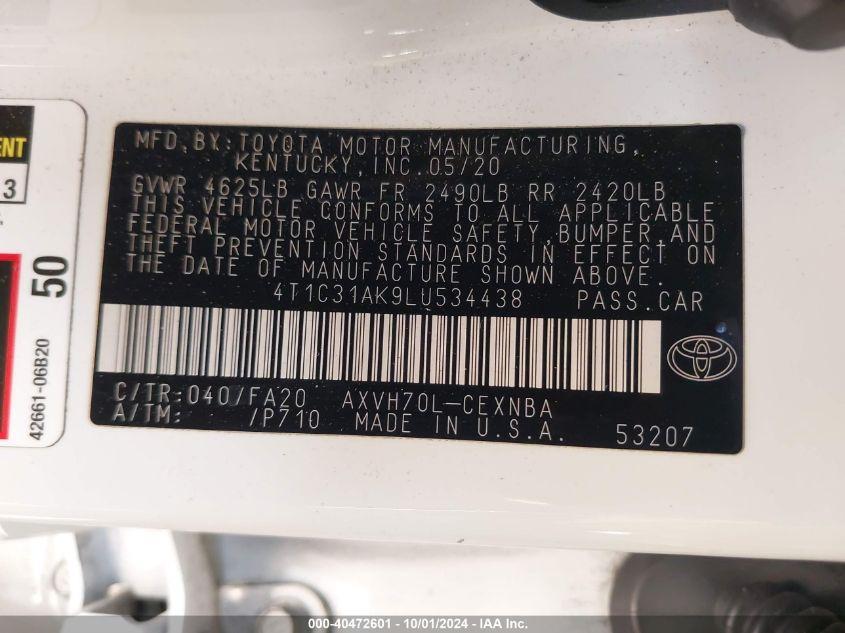 MFD. BY: TOYOTA MOTOR MANUFACTURING,
KENTUCKY, INC. 05/20
GVWR 4625LB GAWR FR 2490LB RR 2420LB
THIS VEHICLE CONFORMS TO ALL APPLICABLE
FEDERAL MOTOR VEHICLE SAFETY, BUMPER, AND
THEFT PREVENTION STANDARDS IN EFFECT ON
THE DATE OF MANUFACTURE SHOWN ABOVE.
4T1C31AK9LU534438 PASS. CAR
C/TR: 040/FA20 AXVH70L-CEXNBA
A/TM: /P710 MADE IN U.S.A. 53207
ENT
3
50
42661-06B20
000-40472601 - 10/01/2024 - IAA Inc.